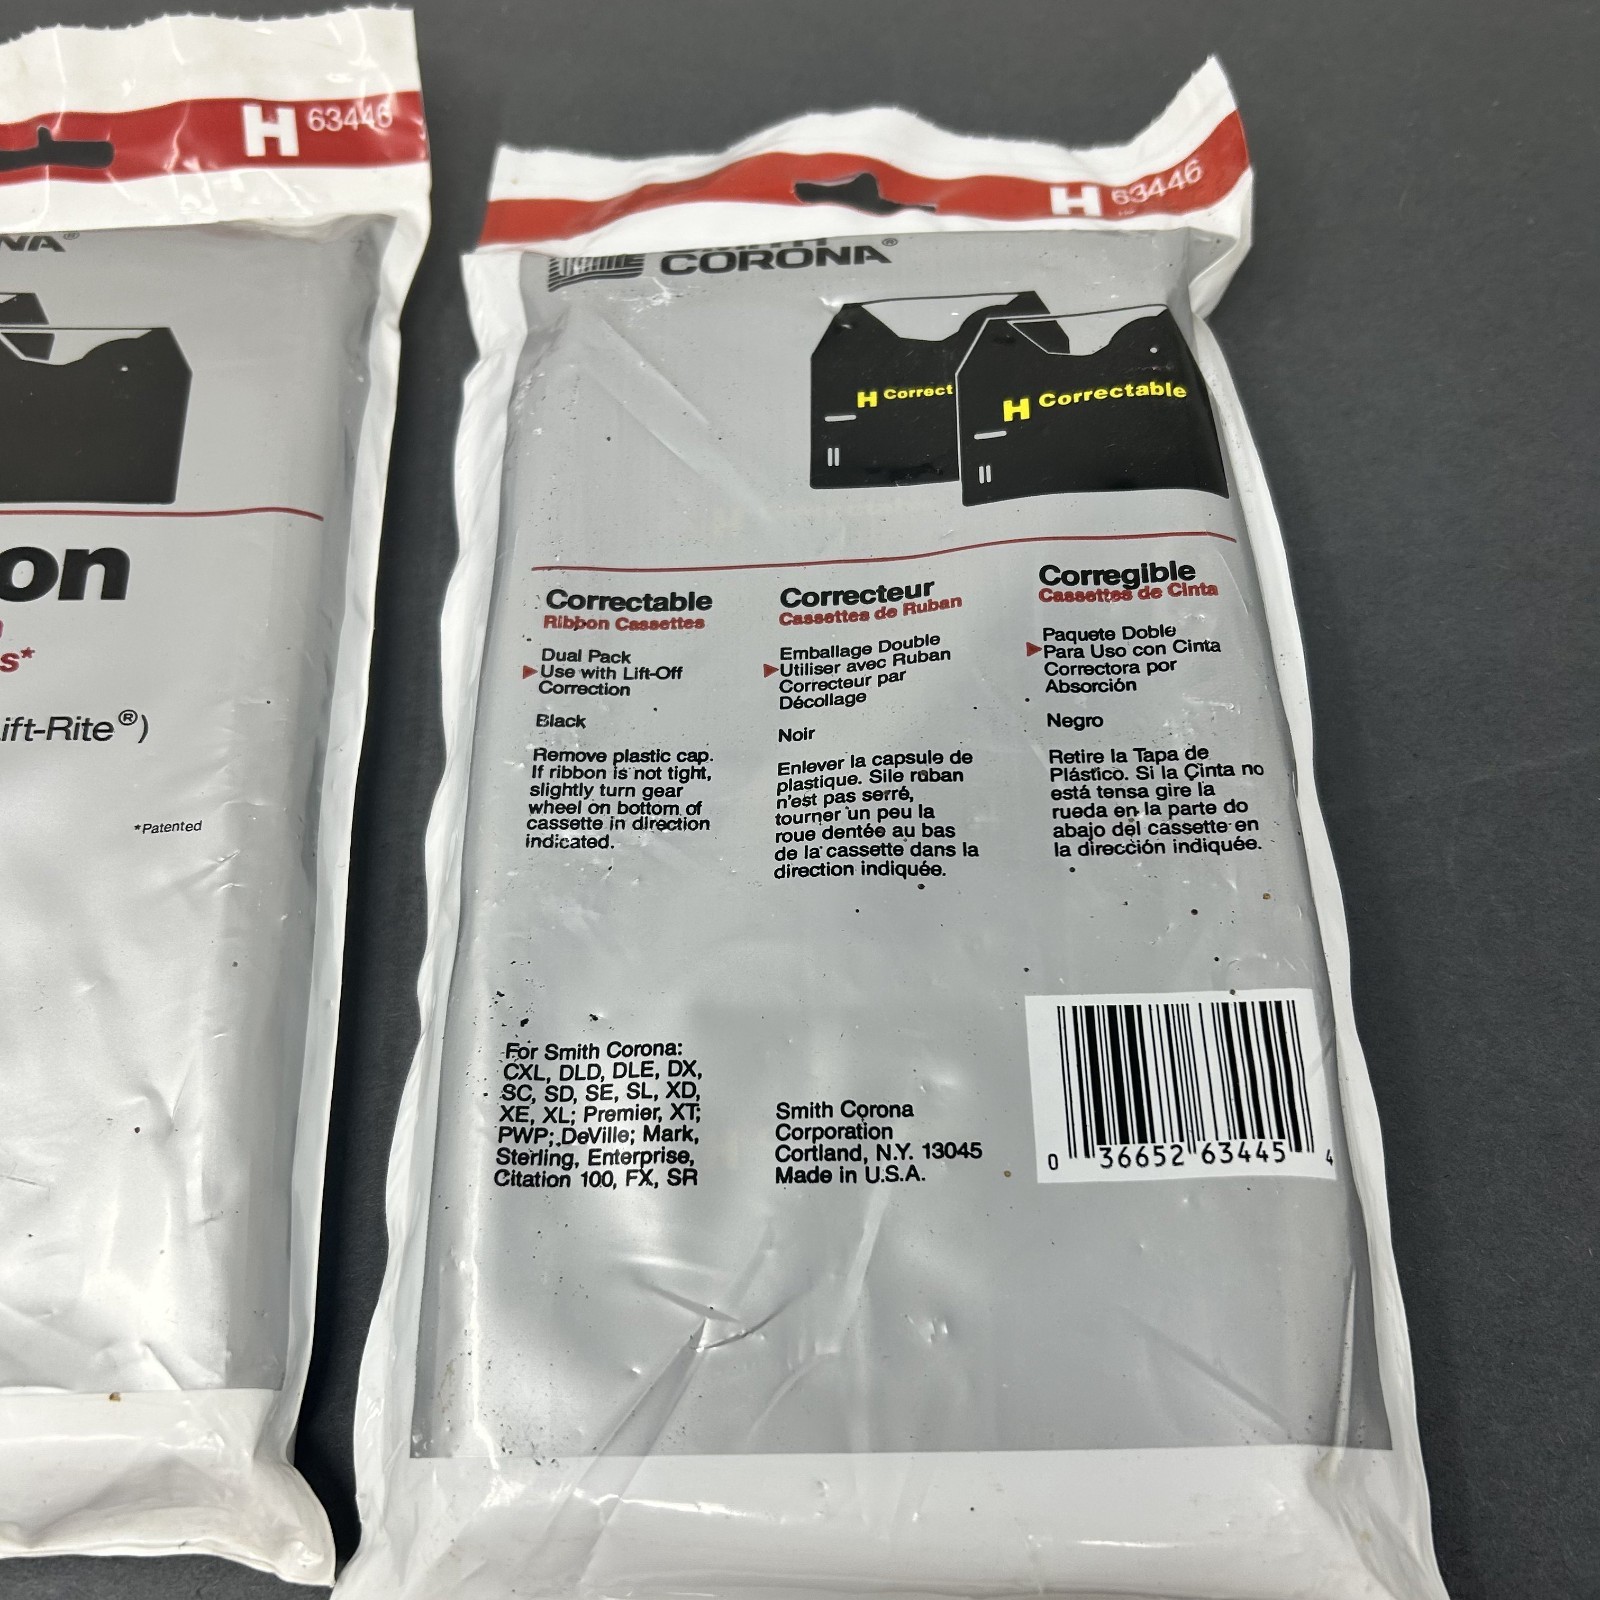 H 63446
NA®
on
s*
ift-Rite®)
*Patented
H 63446
CORONA®
H Correct
H Correctable
Correctable
Ribbon Cassettes
Dual Pack
Use with Lift-Off
Correction
Black
Remove plastic cap.
If ribbon is not tight,
slightly turn gear
wheel on bottom of
cassette in direction
indicated.
Correcteur
Cassettes de Ruban
Emballage Double
Utiliser avec Ruban
Correcteur par
Décollage
Noir
Enlever la capsule de
plastique. Sile ruban
n'est pas serré,
tourner un peu la
roue dentée au bas
de la cassette dans la
direction indiquée.
Corregible
Cassettes de Cinta
Paquete Doble
Para Uso con Cinta
Correctora por
Absorción
Negro
Retire la Tapa de
Plástico. Si la Çinta no
está tensa gire la
rueda en la parte do
abajo del cassette en
la dirección indiquée.
For Smith Corona:
CXL, DLD, DLE, DX,
SC, SD, SE, SL, XD,
XE, XL; Premier, XT;
PWP; DeVille; Mark,
Sterling, Enterprise,
Citation 100, FX, SR
Smith Corona
Corporation
Cortland, N.Y. 13045
Made in U.S.A.
0 36652 63445 4